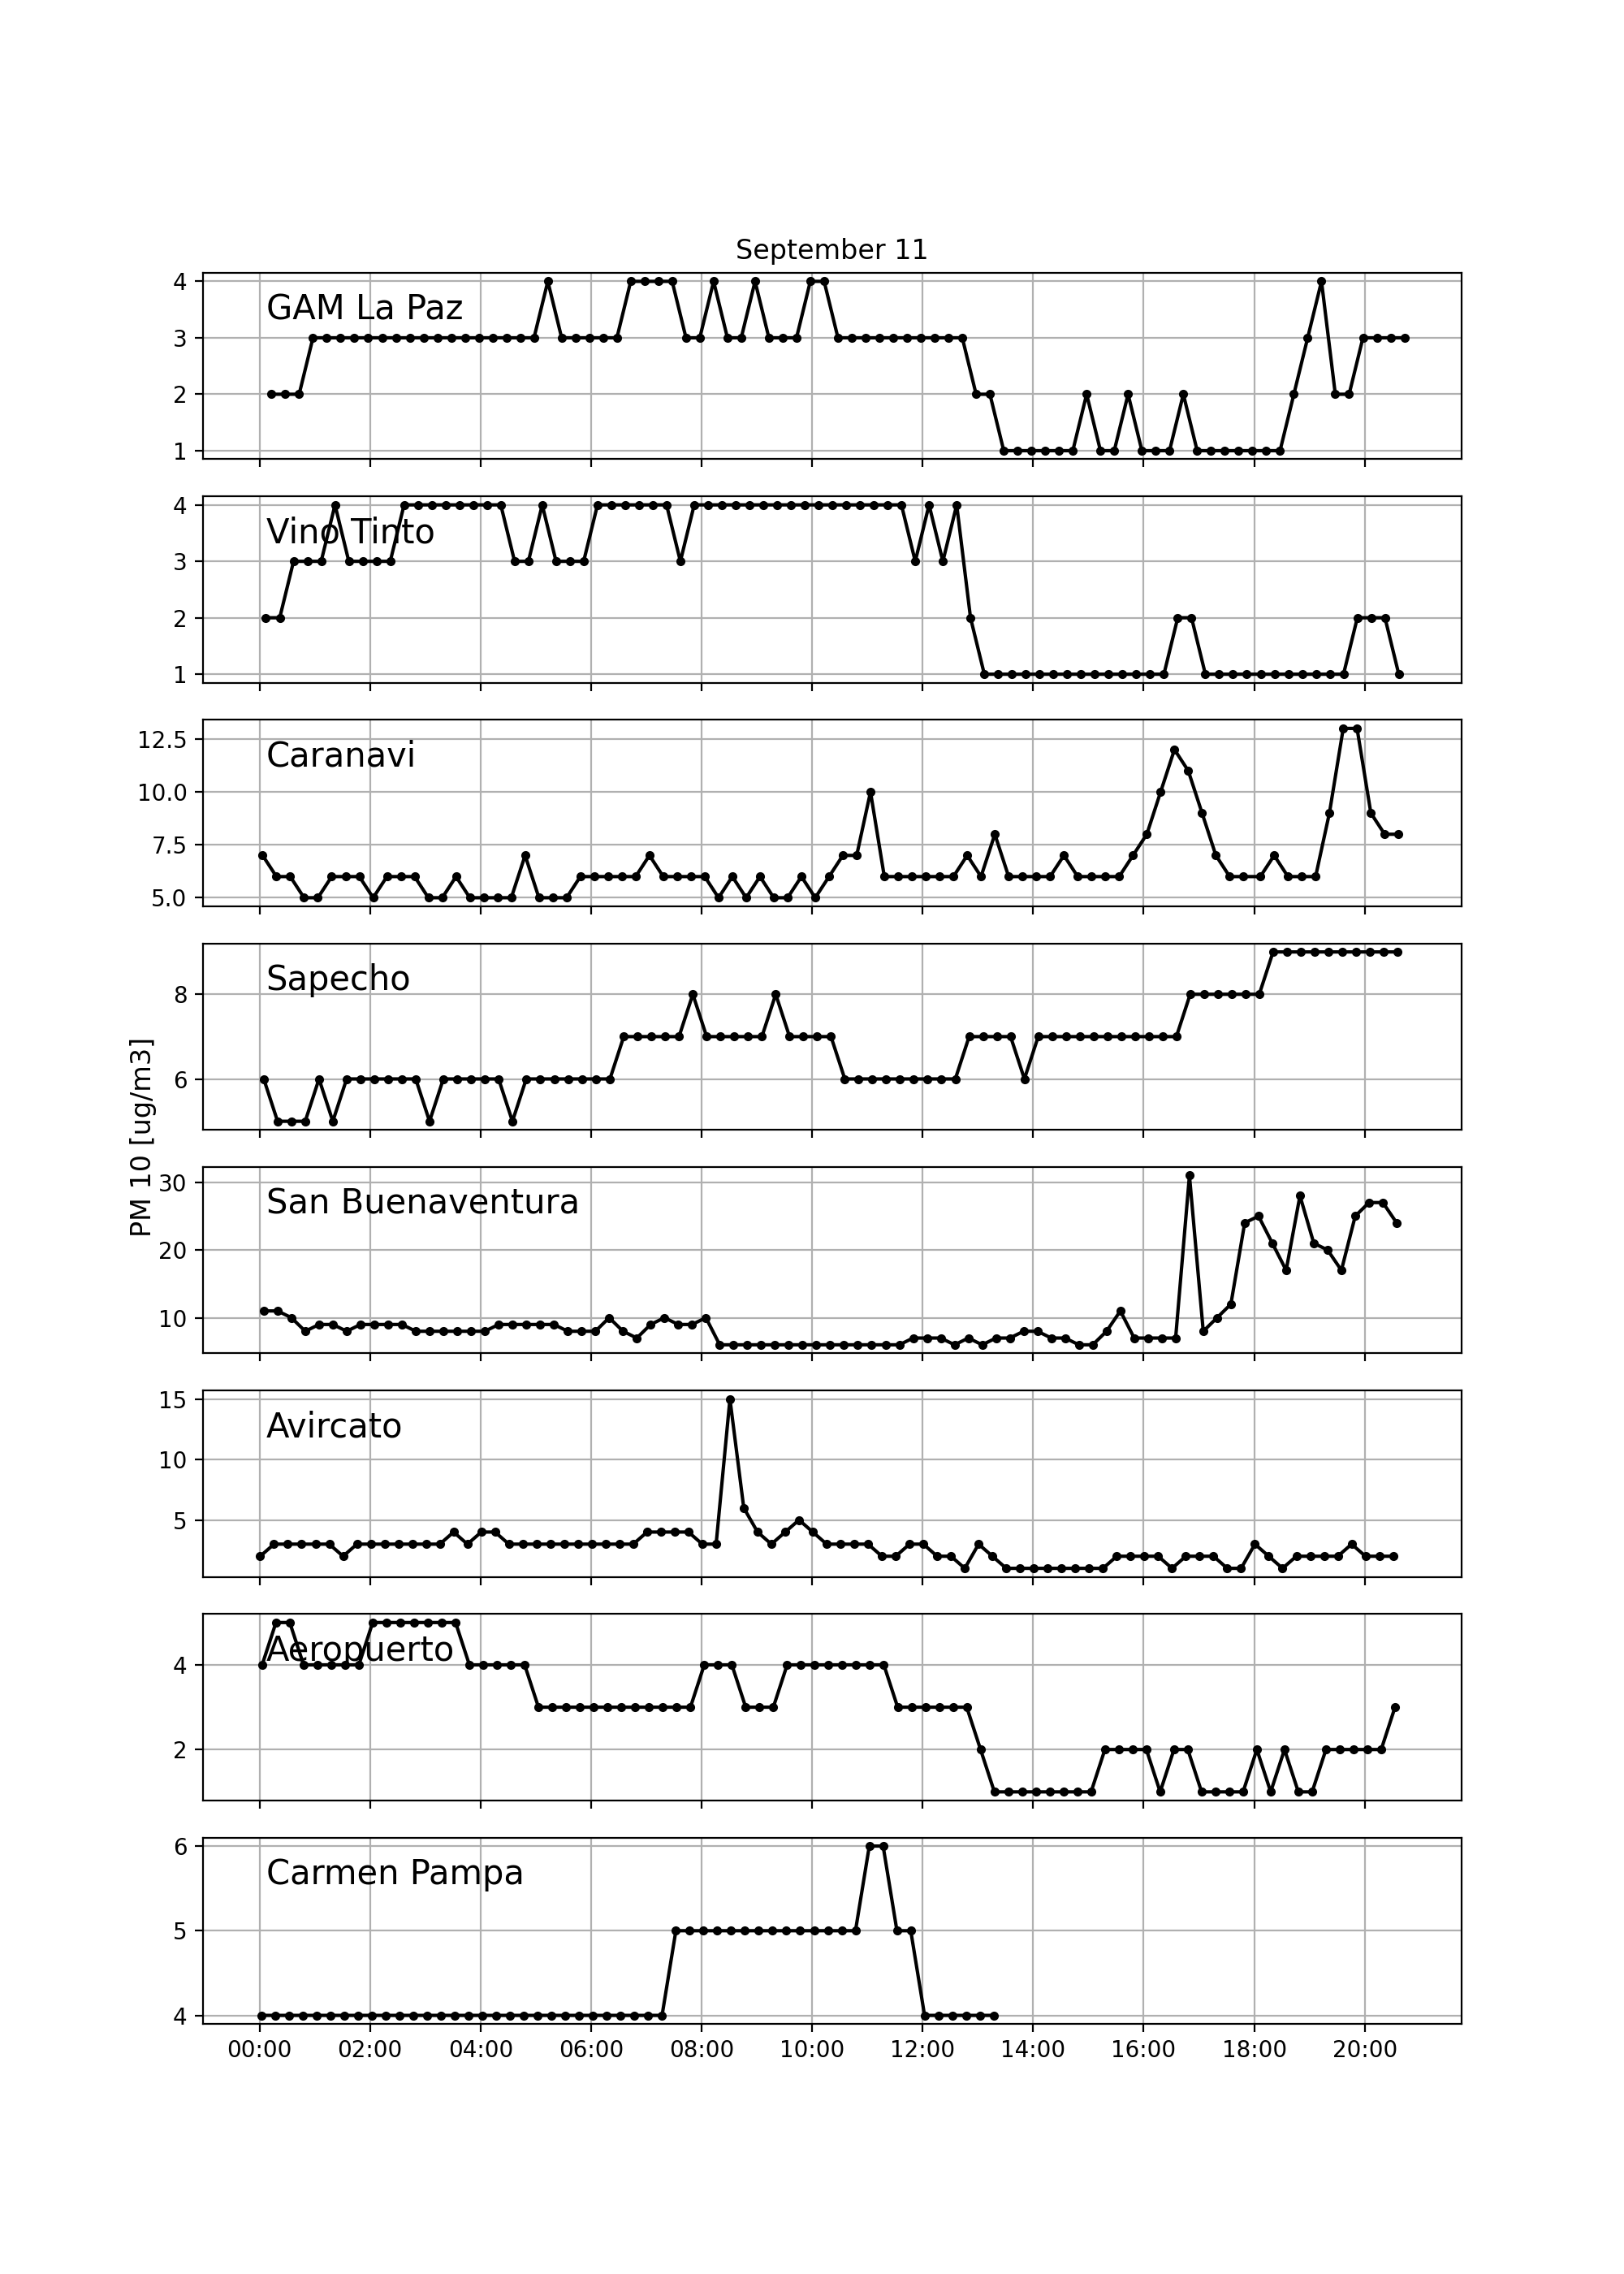 September 11
4
GAM La Paz
3
2
1
4
Vino Tinto
3
2
1
12.5
Caranavi
10.0
7.5
5.0
Sapecho
8
6
PM 10 [ug/m3]
30
San Buenaventura
20
10
15
Avircato
10
5
Aeropuerto
4
2
6
Carmen Pampa
5
4
00:00 02:00 04:00 06:00 08:00 10:00 12:00 14:00 16:00 18:00 20:00